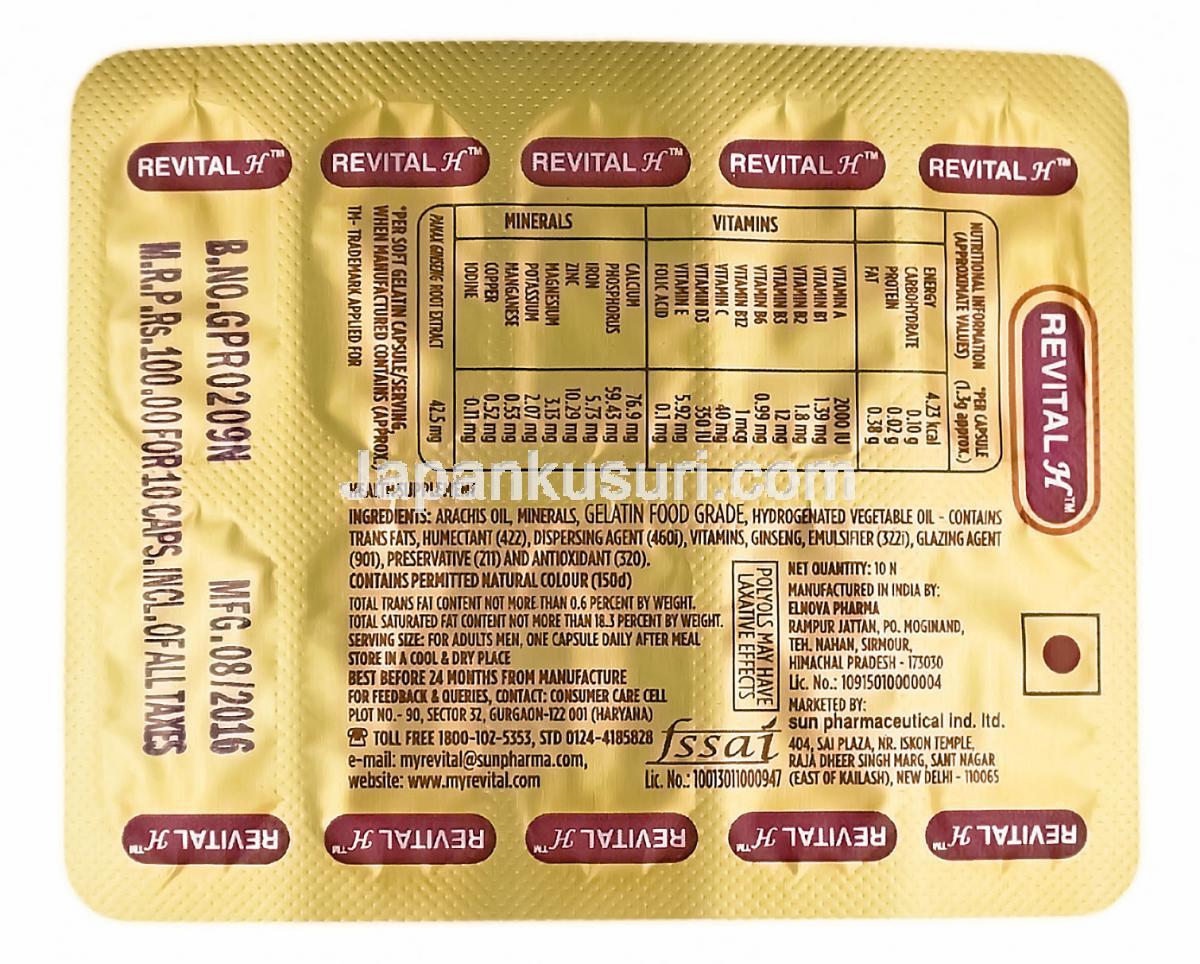 REVITAL H™
REVITAL H™
REVITAL H™
REVITAL H™
REVITAL H™
REVITAL H™
NUTRITIONAL INFORMATION (APPROXIMATE VALUES) *PER CAPSULE (1.3g approx.)
ENERGY 4.23 kcal
CARBOHYDRATE 0.10 g
PROTEIN 0.02 g
FAT 0.38 g
VITAMINS
VITAMIN A 2000 IU
VITAMIN B1 1.39 mg
VITAMIN B2 1.8 mg
VITAMIN B3 12 mg
VITAMIN B6 0.99 mg
VITAMIN B12 1 mg
VITAMIN C 40 mg
VITAMIN D3 350 IU
VITAMIN E 5.92 mg
FOLIC ACID 0.1 mg
MINERALS
CALCIUM 76.9 mg
PHOSPHORUS 59.45 mg
IRON 5.73 mg
ZINC 10.29 mg
MAGNESIUM 3.13 mg
POTASSIUM 2.07 mg
MANGANESE 0.53 mg
COPPER 0.52 mg
IODINE 0.11 mg
PANAX GINSENG ROOT EXTRACT 42.5 mg
*PER SOFT GELATIN CAPSULE/SERVING,
WHEN MANUFACTURED CONTAINS (APPROX)
TM- TRADEMARK APPLIED FOR
B.NO.GPR0209N MFG.08/2016
M.R.P.Rs.100.00 FOR 10 CAPS.INCL.OF ALL TAXES
Japankusuri.com
HEALTH SUPPLEMENT
INGREDIENTS: ARACHIS OIL, MINERALS, GELATIN FOOD GRADE, HYDROGENATED VEGETABLE OIL - CONTAINS
TRANS FATS, HUMECTANT (422), DISPERSING AGENT (460i), VITAMINS, GINSENG, EMULSIFIER (322i), GLAZING AGENT
(901), PRESERVATIVE (211) AND ANTIOXIDANT (320).
CONTAINS PERMITTED NATURAL COLOUR (150d)
TOTAL TRANS FAT CONTENT NOT MORE THAN 0.6 PERCENT BY WEIGHT.
TOTAL SATURATED FAT CONTENT NOT MORE THAN 18.3 PERCENT BY WEIGHT.
SERVING SIZE: FOR ADULTS MEN, ONE CAPSULE DAILY AFTER MEAL
STORE IN A COOL & DRY PLACE
BEST BEFORE 24 MONTHS FROM MANUFACTURE
FOR FEEDBACK & QUERIES, CONTACT: CONSUMER CARE CELL
PLOT NO.- 90, SECTOR 32, GURGAON-122 001 (HARYANA)
☎ TOLL FREE 1800-102-5353, STD 0124-4185828
e-mail: myrevital@sunpharma.com,
website: www.myrevital.com
POLYOLS MAY HAVE
LAXATIVE EFFECTS
fssai
Lic. No.: 10013011000947
NET QUANTITY: 10 N
MANUFACTURED IN INDIA BY:
ELNOVA PHARMA
RAMPUR JATTAN, PO. MOGINAND,
TEH. NAHAN, SIRMOUR,
HIMACHAL PRADESH - 173030
Lic. No.: 10915010000004
MARKETED BY:
sun pharmaceutical Ind. ltd.
404, SAI PLAZA, NR. ISKON TEMPLE,
RAJA DHEER SINGH MARG, SANT NAGAR
(EAST OF KAILASH), NEW DELHI - 110065
REVITAL H™
REVITAL H™
REVITAL H™
REVITAL H™
REVITAL H™